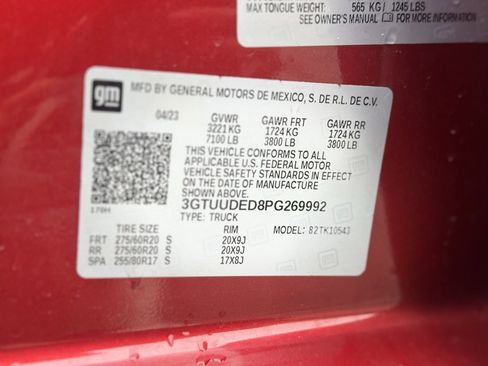 MAX TONGUE WEIGHT 565 KG / 1245 LBS
SEE OWNER'S MANUAL FOR MORE
gm
MFD BY GENERAL MOTORS DE MEXICO, S. DE R.L. DE C.V.
04/23 GVWR GAWR FRT GAWR RR
3221 KG 1724 KG 1724 KG
7100 LB 3800 LB 3800 LB
THIS VEHICLE CONFORMS TO ALL
APPLICABLE U.S. FEDERAL MOTOR
VEHICLE SAFETY STANDARDS IN EFFECT
ON THE DATE OF MANUFACTURE
SHOWN ABOVE.
3GTUUDED8PG269992
TYPE: TRUCK
TIRE SIZE RIM MODEL: 82TK10543
FRT 275/60R20 S 20X9J
RR 275/60R20 S 20X9J
SPA 255/80R17 S 17X8J